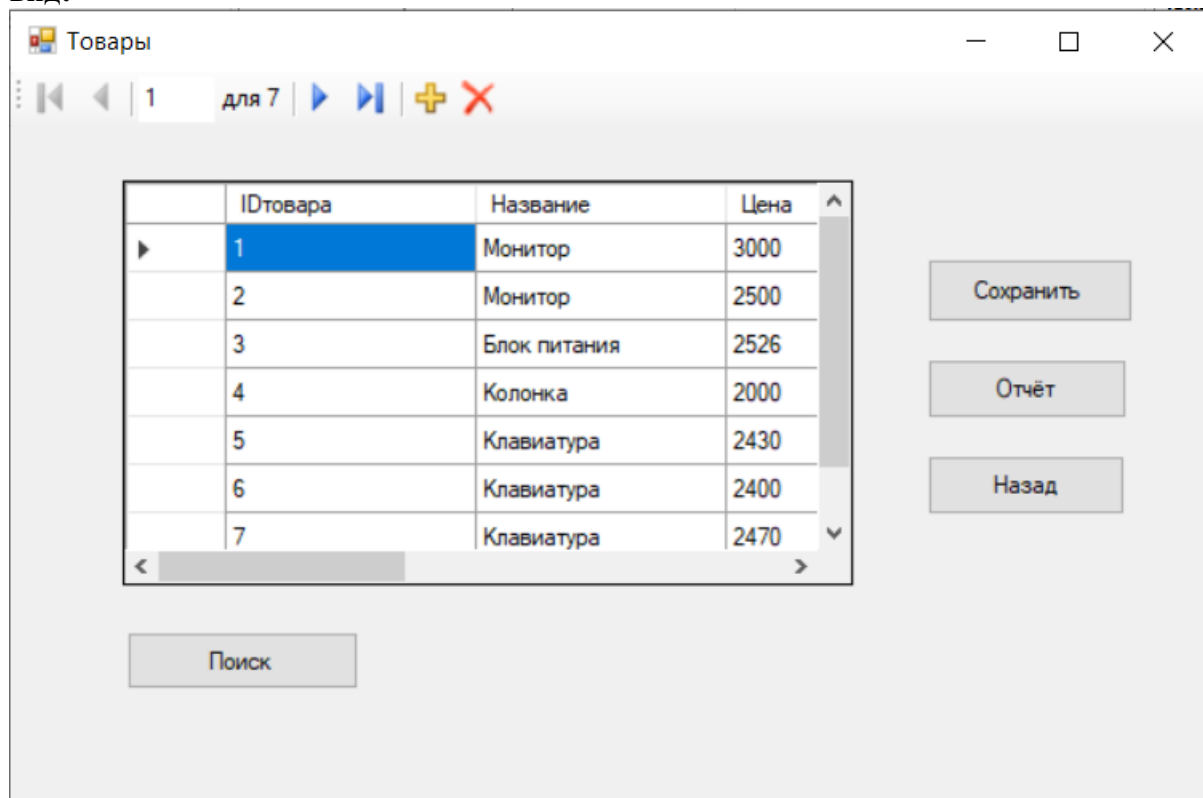 Товары
1 для 7
IDтовара Название Цена
1 Монитор 3000
2 Монитор 2500
3 Блок питания 2526
4 Колонка 2000
5 Клавиатура 2430
6 Клавиатура 2400
7 Клавиатура 2470
Сохранить
Отчёт
Назад
Поиск